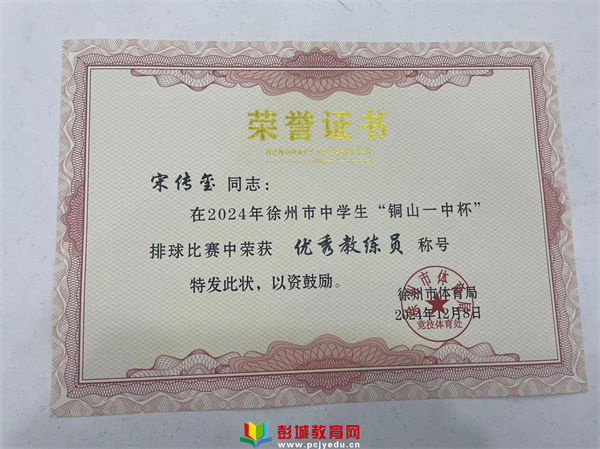 荣誉证书
宋传玺 同志：
在2024年徐州市中学生“铜山一中杯”
排球比赛中荣获 优秀教练员 称号
特发此状，以资鼓励。
徐州市体育局
2024年12月8日
竞技体育处
彭城教育网
www.pcjyedu.cn